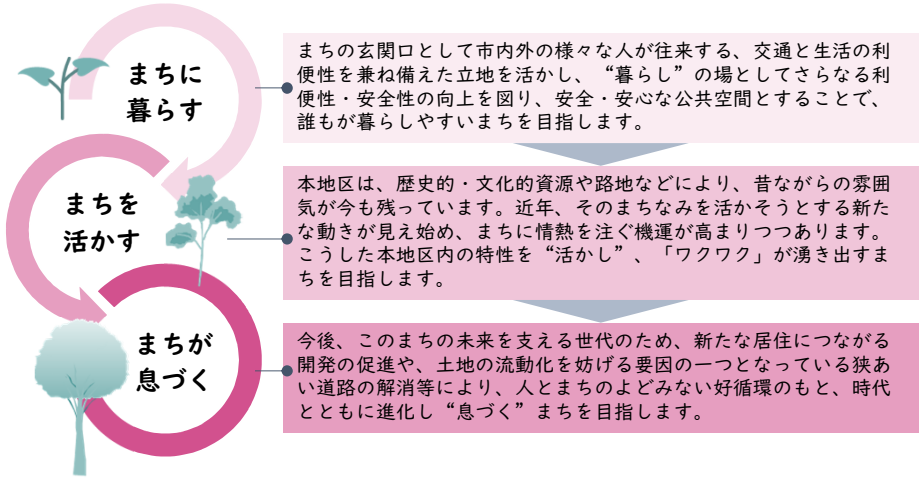 まちに
暮らす
まちの玄関口として市内外の様々な人が往来する、交通と生活の利
便性を兼ね備えた立地を活かし、“暮らし”の場としてさらなる利
便性・安全性の向上を図り、安全・安心な公共空間とすることで、
誰もが暮らしやすいまちを目指します。
まちを
活かす
本地区は、歴史的・文化的資源や路地などにより、昔ながらの雰囲
気が今も残っています。近年、そのまちなみを活かそうとする新た
な動きが見え始め、まちに情熱を注ぐ機運が高まりつつあります。
こうした本地区内の特性を“活かし”、「ワクワク」が湧き出すま
ちを目指します。
まちが
息づく
今後、このまちの未来を支える世代のため、新たな居住につながる
開発の促進や、土地の流動化を妨げる要因の一つとなっている狭あ
い道路の解消等により、人とまちのよどみない好循環のもと、時代
とともに進化し“息づく”まちを目指します。